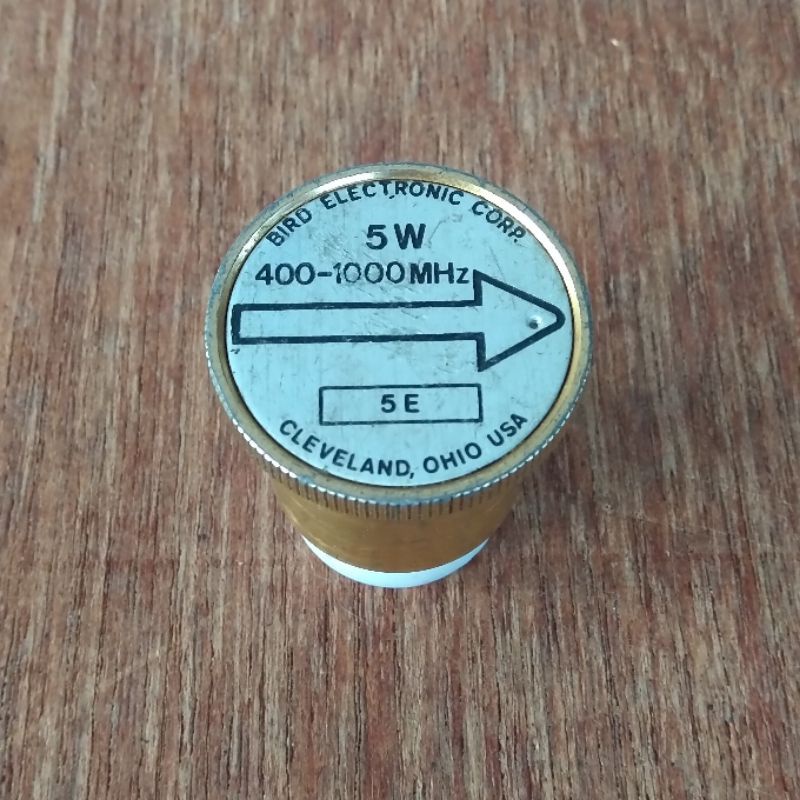 BIRD ELECTRONIC CORP.
5W
400-1000MHz
5E
CLEVELAND, OHIO USA